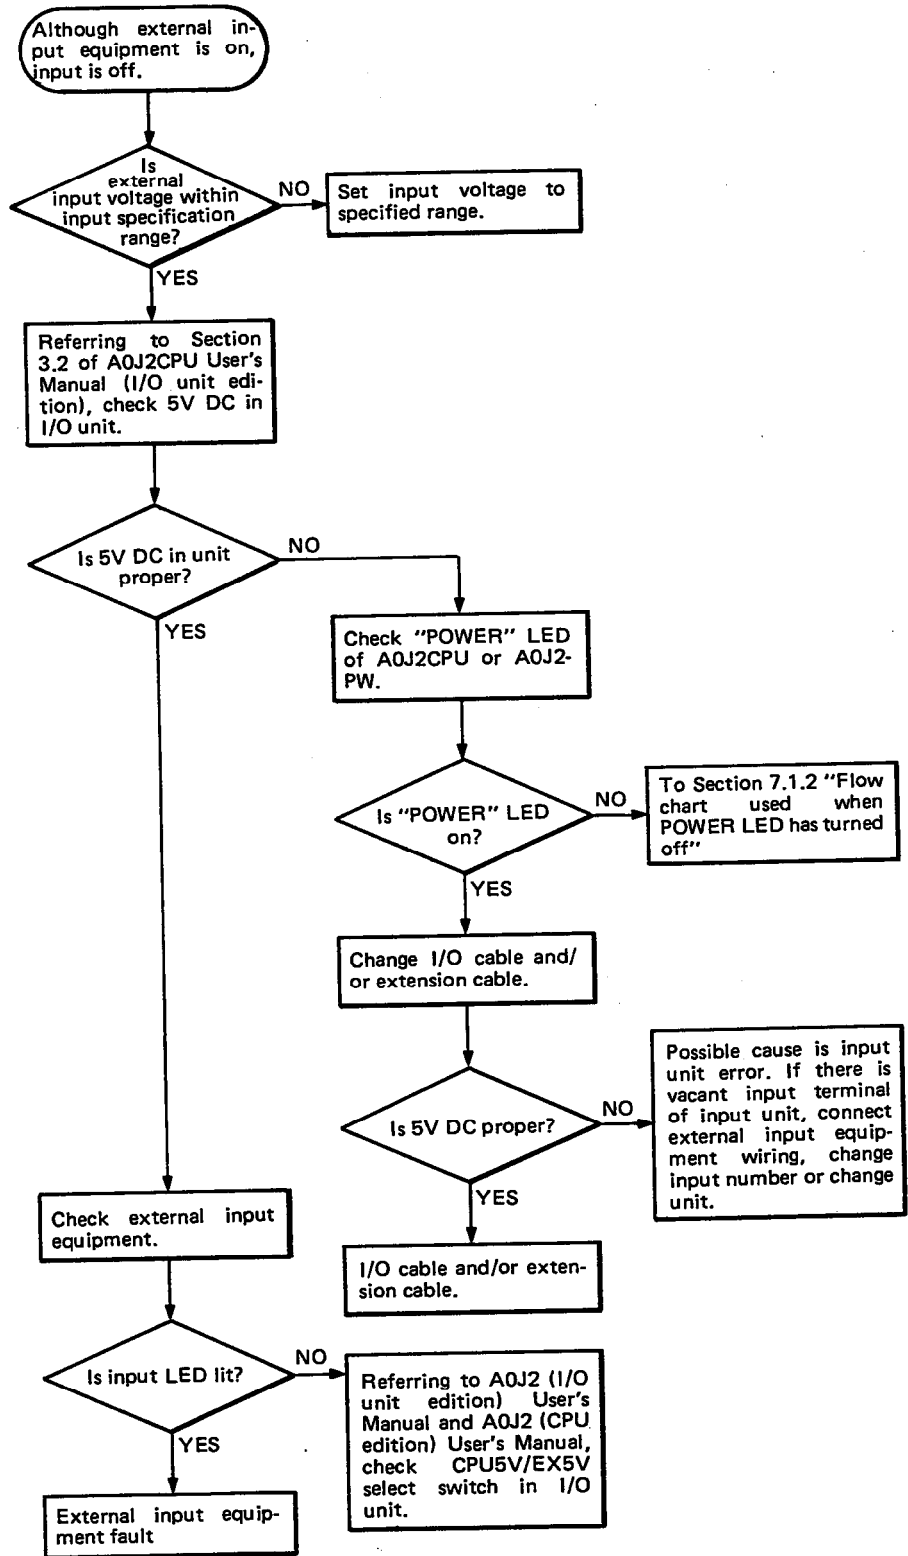 Although external in-
put equipment is on,
input is off.
Is
external
input voltage within
input specification
range?
NO
Set input voltage to
specified range.
YES
Referring to Section
3.2 of A0J2CPU User's
Manual (I/O unit edi-
tion), check 5V DC in
I/O unit.
Is 5V DC in unit
proper?
NO
YES
Check "POWER" LED
of A0J2CPU or A0J2-
PW.
Is "POWER" LED
on?
NO
To Section 7.1.2 "Flow
chart used when
POWER LED has turned
off"
YES
Change I/O cable and/
or extension cable.
Is 5V DC proper?
NO
Possible cause is input
unit error. If there is
vacant input terminal
of input unit, connect
external input equip-
ment wiring, change
input number or change
unit.
YES
I/O cable and/or exten-
sion cable.
Check external input
equipment.
Is input LED lit?
NO
Referring to A0J2 (I/O
unit edition) User's
Manual and A0J2 (CPU
edition) User's Manual,
check CPU5V/EX5V
select switch in I/O
unit.
YES
External input equip-
ment fault